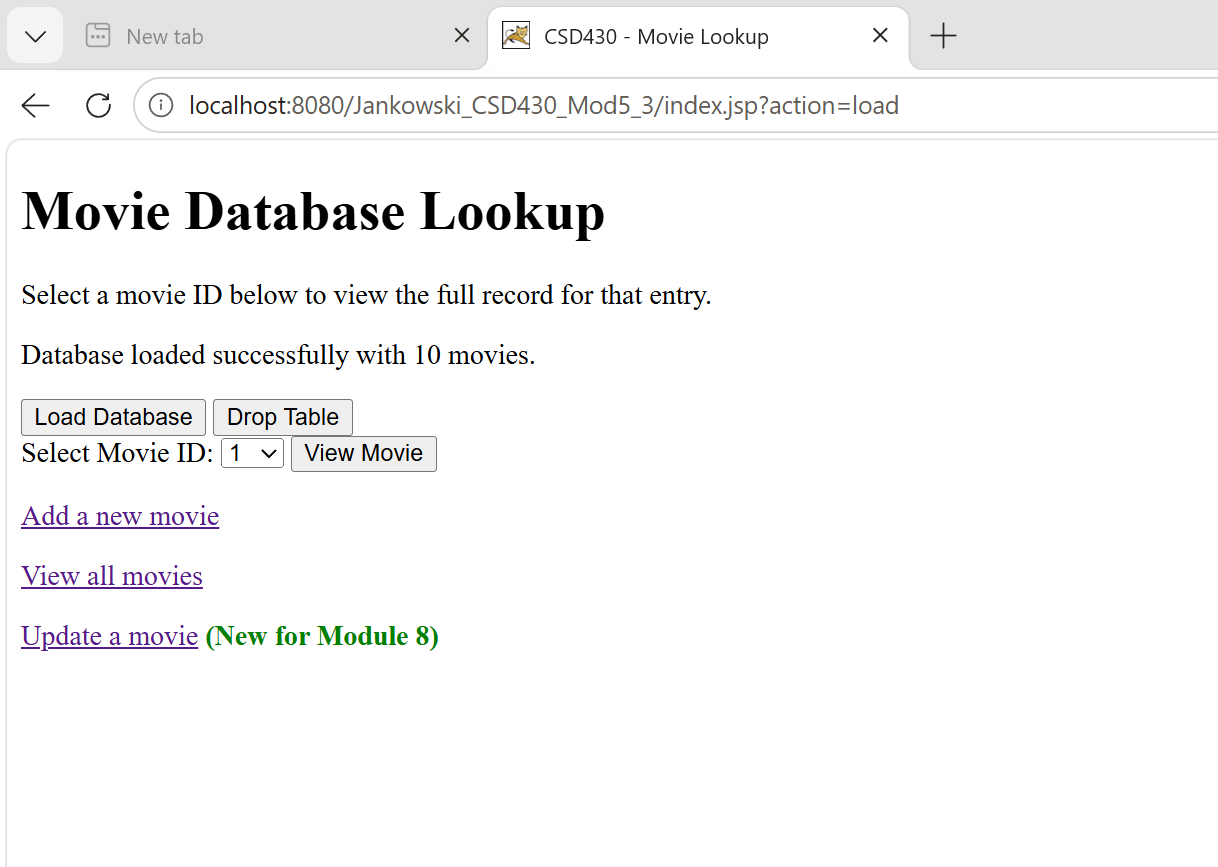 New tab
CSD430 - Movie Lookup
localhost:8080/Jankowski_CSD430_Mod5_3/index.jsp?action=load
Movie Database Lookup
Select a movie ID below to view the full record for that entry.
Database loaded successfully with 10 movies.
Load Database Drop Table
Select Movie ID: 1 View Movie
Add a new movie
View all movies
Update a movie (New for Module 8)